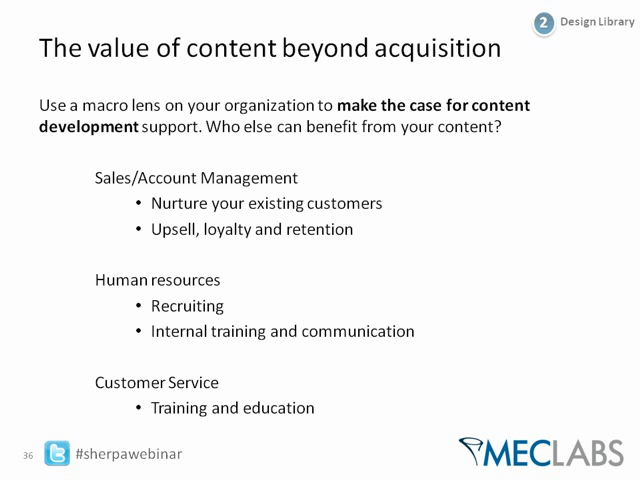 2 Design Library
The value of content beyond acquisition
Use a macro lens on your organization to make the case for content
development support. Who else can benefit from your content?
Sales/Account Management
• Nurture your existing customers
• Upsell, loyalty and retention
Human resources
• Recruiting
• Internal training and communication
Customer Service
• Training and education
36 #sherpawebinar
MECLABS